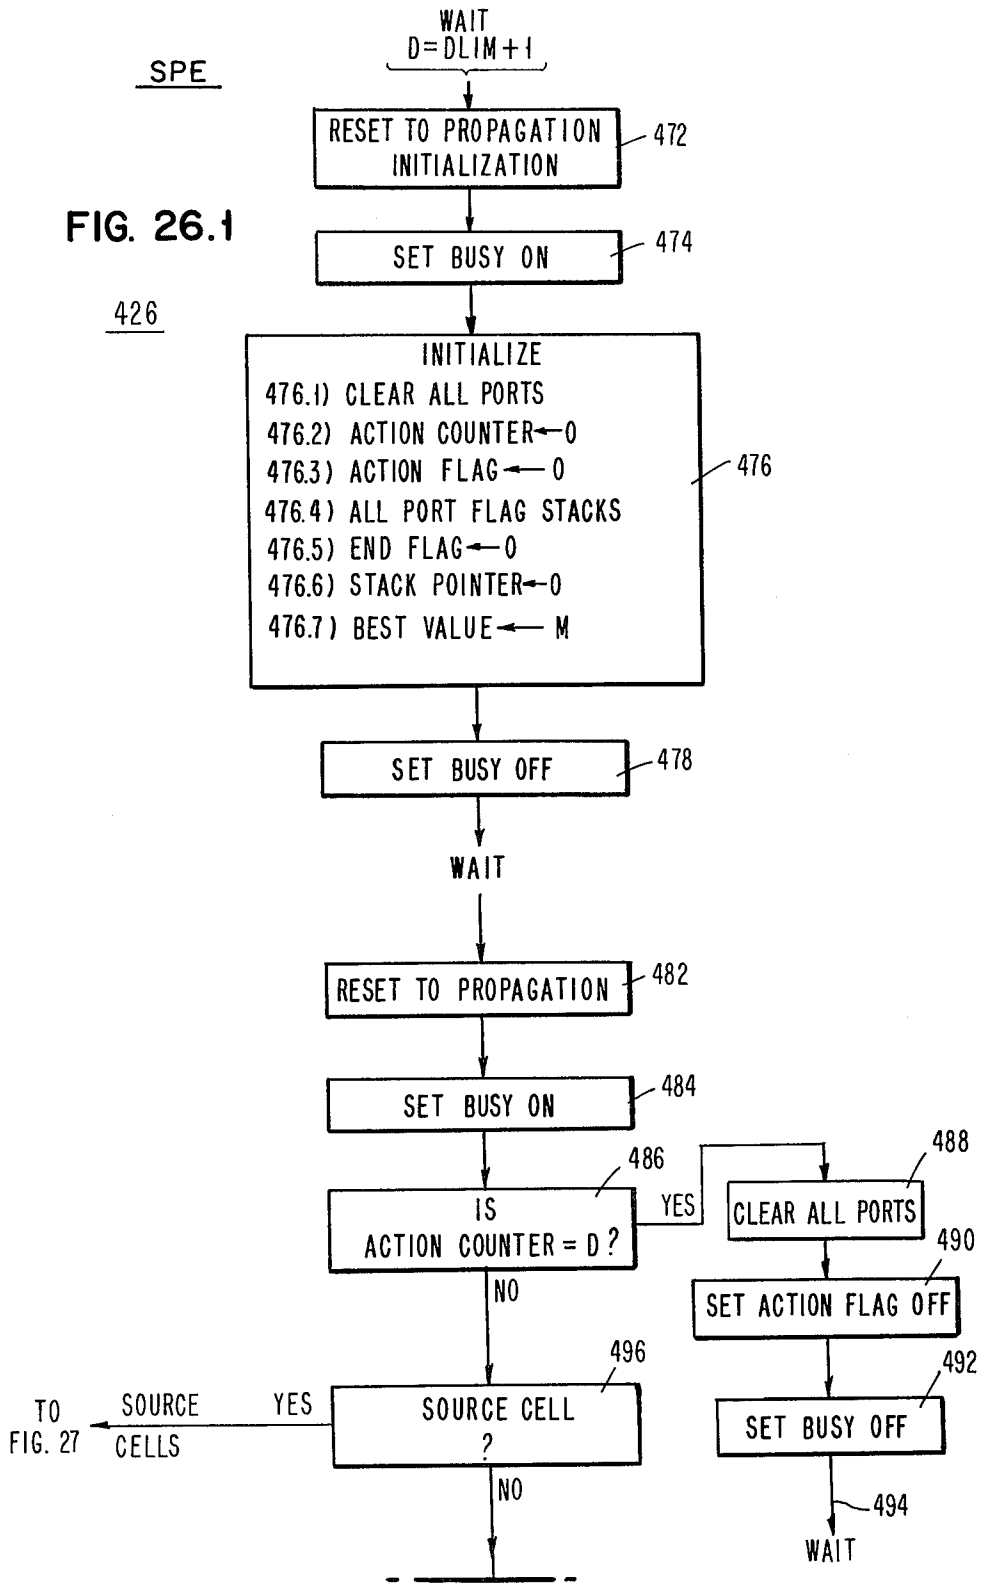 WAIT
D=DLIM+1
SPE
RESET TO PROPAGATION
INITIALIZATION
472
FIG. 26.1
SET BUSY ON
474
426
INITIALIZE
476.1) CLEAR ALL PORTS
476.2) ACTION COUNTER←0
476.3) ACTION FLAG←0
476.4) ALL PORT FLAG STACKS
476.5) END FLAG←0
476.6) STACK POINTER←0
476.7) BEST VALUE← M
476
SET BUSY OFF
478
WAIT
RESET TO PROPAGATION
482
SET BUSY ON
484
486
IS
ACTION COUNTER = D?
YES
NO
488
CLEAR ALL PORTS
490
SET ACTION FLAG OFF
492
SET BUSY OFF
494
WAIT
496
SOURCE CELL
?
YES
SOURCE
CELLS
TO
FIG. 27
NO